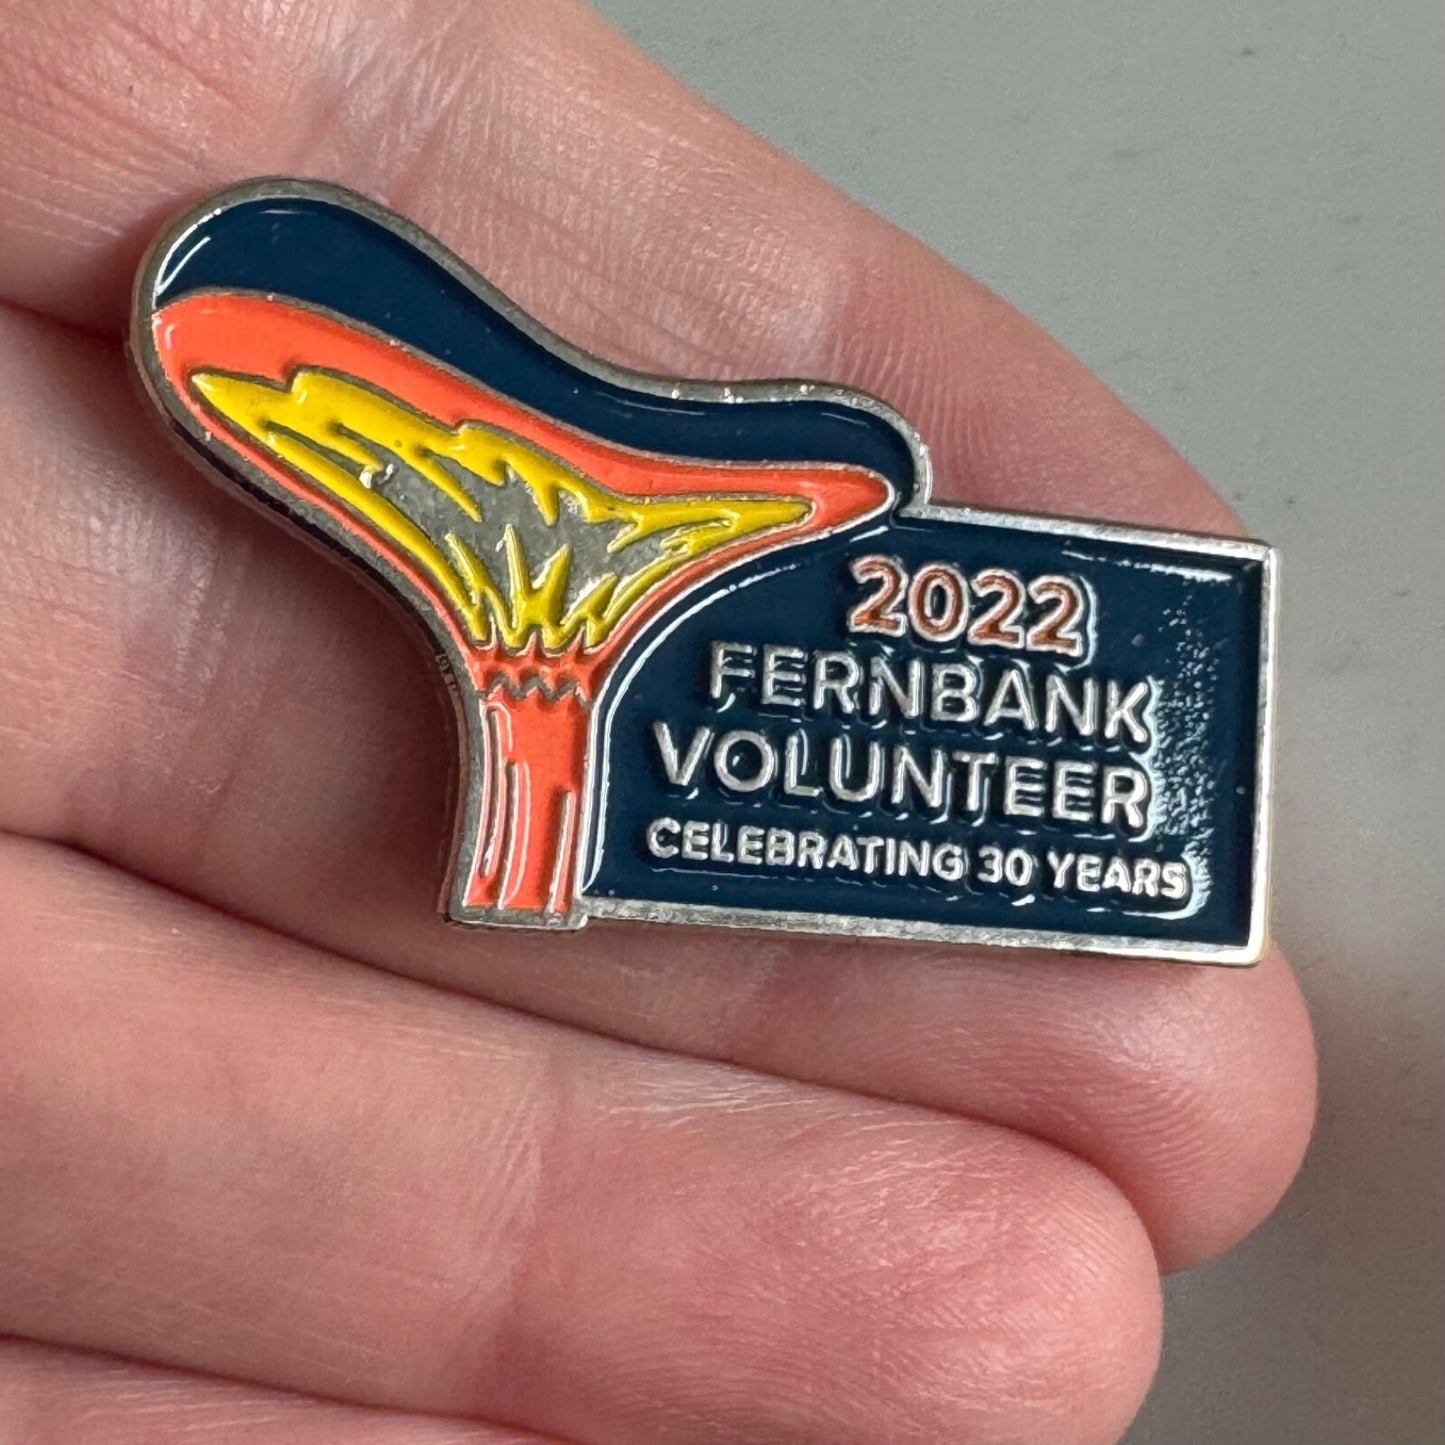 2022
FERNBANK
VOLUNTEER
CELEBRATING 30 YEARS